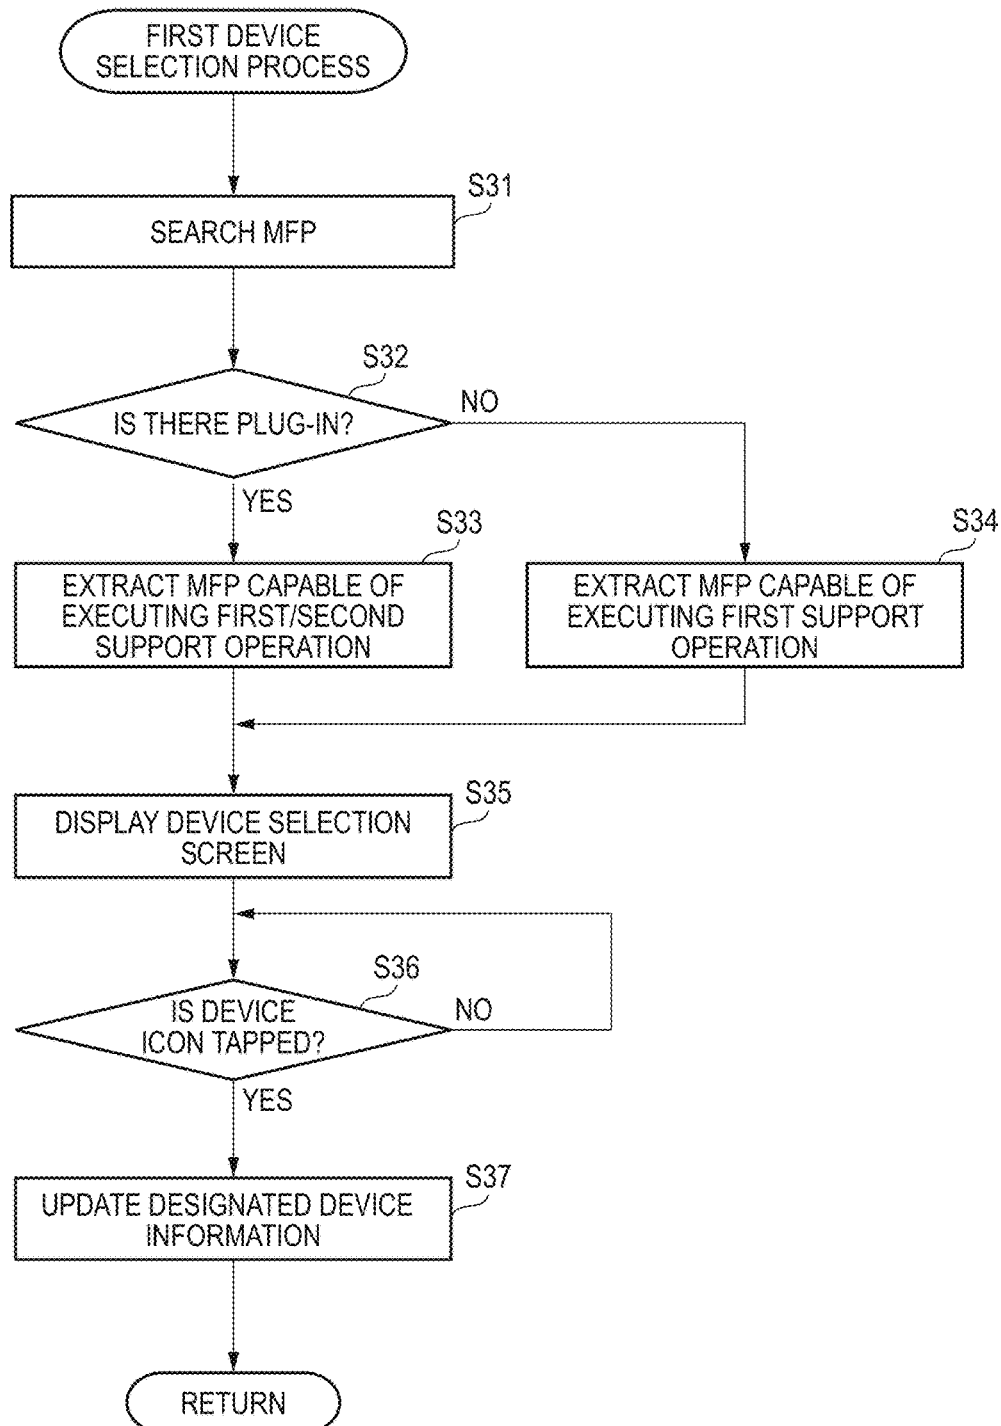 FIRST DEVICE
SELECTION PROCESS
S31
SEARCH MFP
S32
IS THERE PLUG-IN?
NO
YES
S33
EXTRACT MFP CAPABLE OF
EXECUTING FIRST/SECOND
SUPPORT OPERATION
S34
EXTRACT MFP CAPABLE OF
EXECUTING FIRST SUPPORT
OPERATION
S35
DISPLAY DEVICE SELECTION
SCREEN
S36
IS DEVICE
ICON TAPPED?
NO
YES
S37
UPDATE DESIGNATED DEVICE
INFORMATION
RETURN